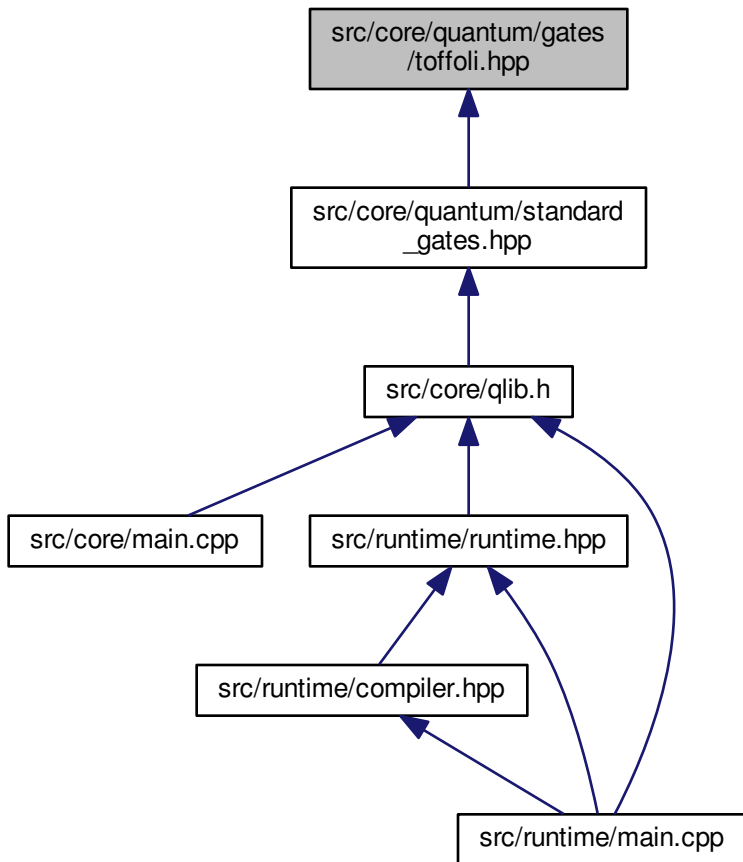 src/core/quantum/gates
/toffoli.hpp
src/core/quantum/standard
_gates.hpp
src/core/qlib.h
src/core/main.cpp
src/runtime/runtime.hpp
src/runtime/compiler.hpp
src/runtime/main.cpp